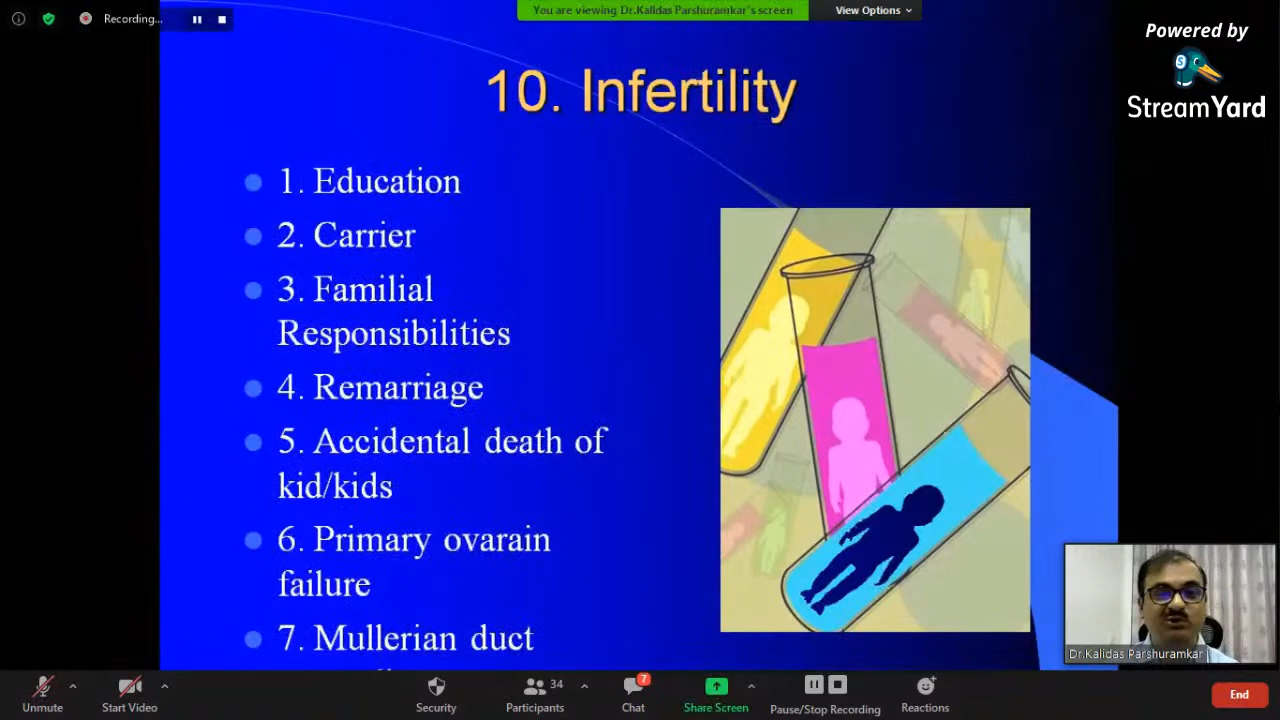 Recording...
You are viewing Dr.Kalidas Parshuramkar's screen
View Options
Powered by
S
StreamYard
10. Infertility
1. Education
2. Carrier
3. Familial
Responsibilities
4. Remarriage
5. Accidental death of
kid/kids
6. Primary ovarain
failure
7. Mullerian duct
Dr.Kalidas Parshuramkar
Unmute
Start Video
Security
34
Participants
7
Chat
Share Screen
Pause/Stop Recording
Reactions
End